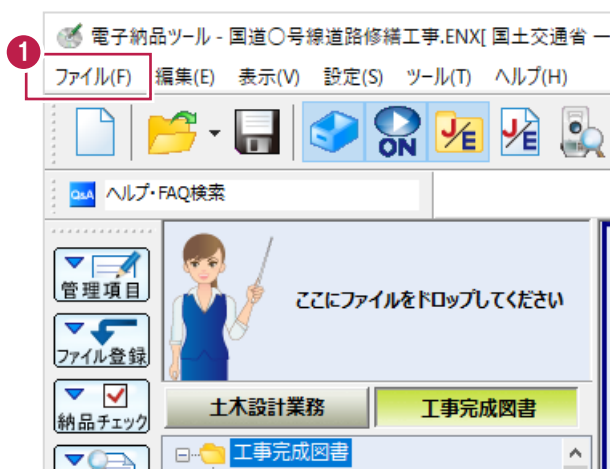 電子納品ツール - 国道〇号線道路修繕工事.ENX[ 国土交通省 一
1
ファイル(F) 編集(E) 表示(V) 設定(S) ツール(T) ヘルプ(H)
ON J/E J/E
Q&A ヘルプ・FAQ検索
管理項目
ここにファイルをドロップしてください
ファイル登録
納品チェック
土木設計業務 工事完成図書
工事完成図書